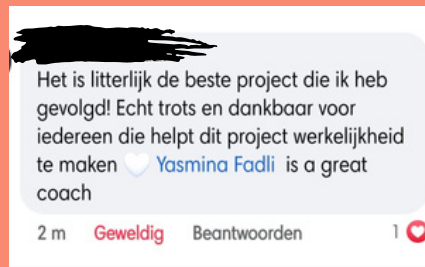 Het is litterlijk de beste project die ik heb
gevolgd! Echt trots en dankbaar voor
iedereen die helpt dit project werkelijkheid
te maken 🤍 Yasmina Fadli is a great
coach
2 m Geweldig Beantwoorden 1